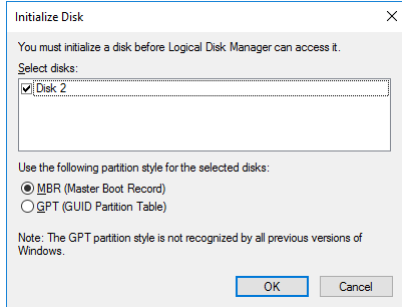 Initialize Disk
You must initialize a disk before Logical Disk Manager can access it.
Select disks:
Disk 2
Use the following partition style for the selected disks:
MBR (Master Boot Record)
GPT (GUID Partition Table)
Note: The GPT partition style is not recognized by all previous versions of
Windows.
OK Cancel